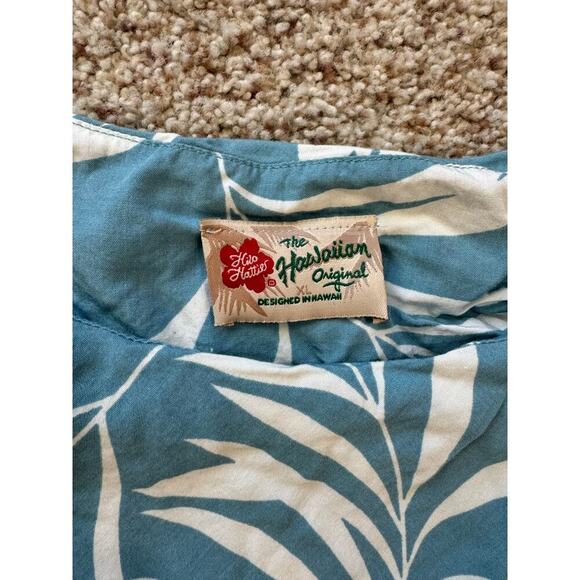 Hilo
Hattie®
The
Hawaiian
Original
XL
DESIGNED IN HAWAII